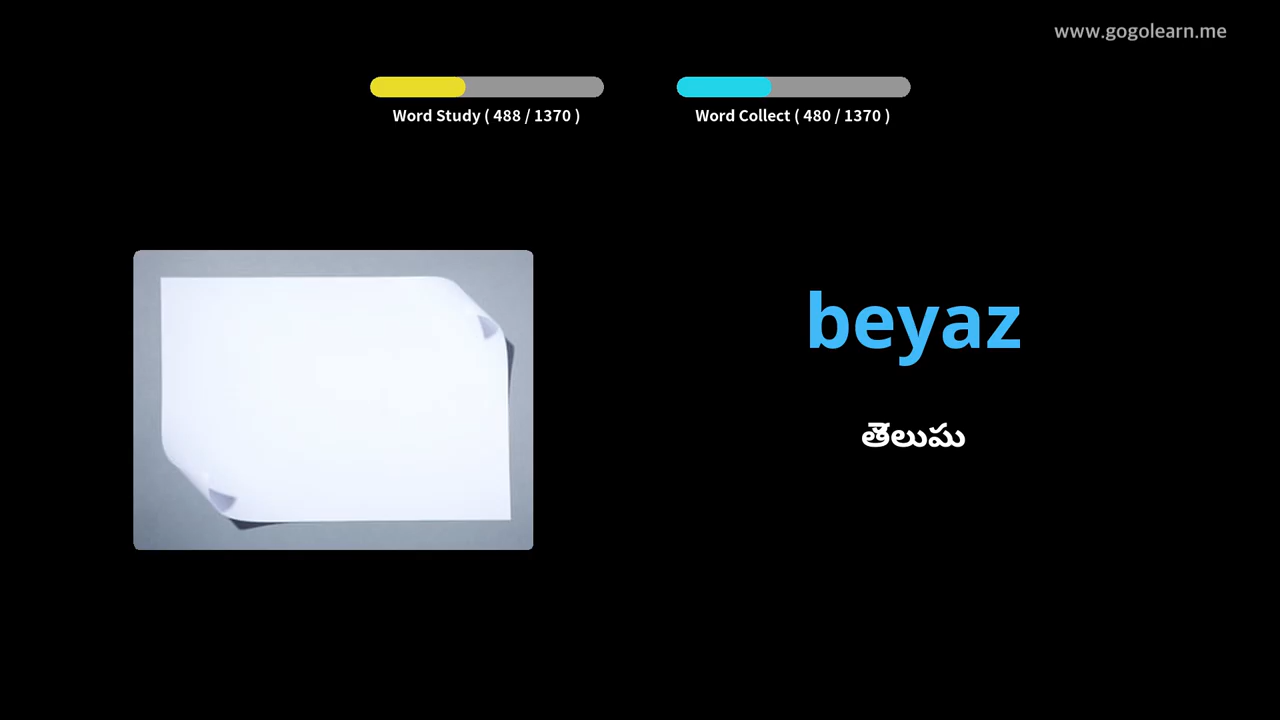 www.gogolearn.me
Word Study ( 488 / 1370 )
Word Collect ( 480 / 1370 )
beyaz
తెలుపు